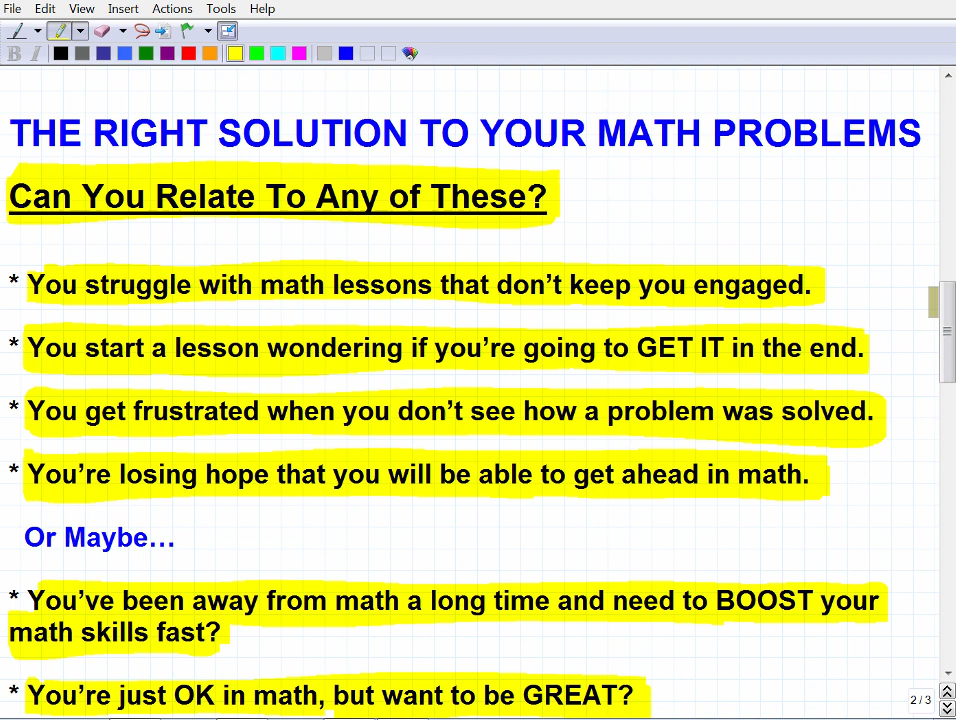 File Edit View Insert Actions Tools Help
B I
THE RIGHT SOLUTION TO YOUR MATH PROBLEMS
Can You Relate To Any of These?
* You struggle with math lessons that don’t keep you engaged.
* You start a lesson wondering if you’re going to GET IT in the end.
* You get frustrated when you don’t see how a problem was solved.
* You’re losing hope that you will be able to get ahead in math.
Or Maybe…
* You’ve been away from math a long time and need to BOOST your
math skills fast?
* You’re just OK in math, but want to be GREAT?
2 / 3